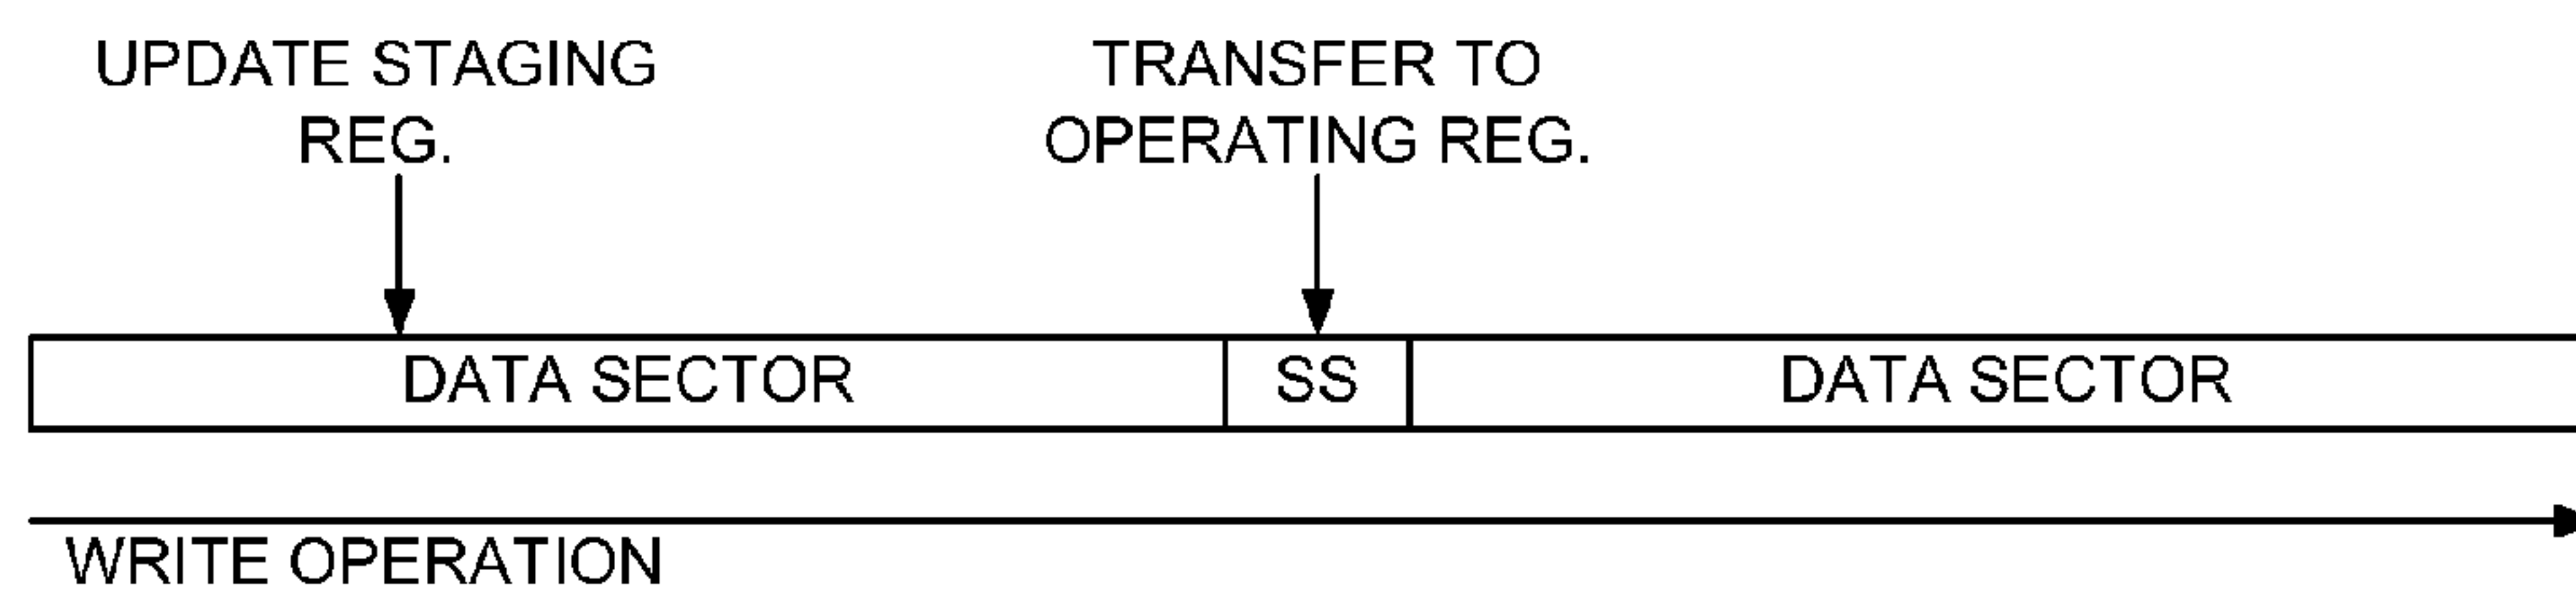 UPDATE STAGING
REG.
TRANSFER TO
OPERATING REG.
DATA SECTOR
SS
DATA SECTOR
WRITE OPERATION